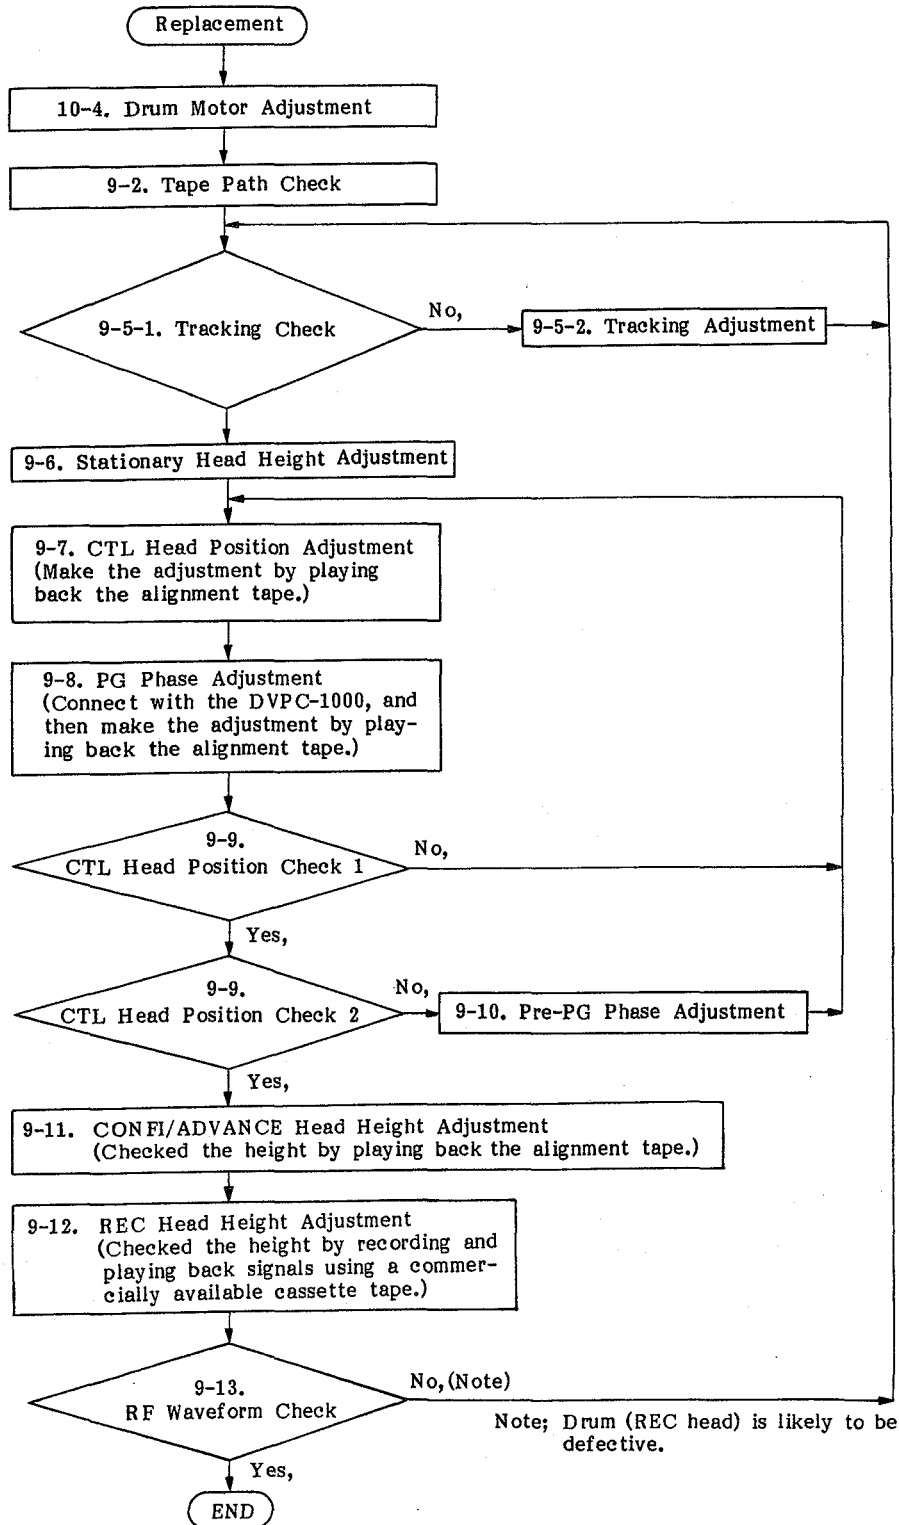 Replacement
10-4. Drum Motor Adjustment
9-2. Tape Path Check
9-5-1. Tracking Check
No,
9-5-2. Tracking Adjustment
9-6. Stationary Head Height Adjustment
9-7. CTL Head Position Adjustment
(Make the adjustment by playing
back the alignment tape.)
9-8. PG Phase Adjustment
(Connect with the DVPC-1000, and
then make the adjustment by play-
ing back the alignment tape.)
9-9.
CTL Head Position Check 1
No,
Yes,
9-9.
CTL Head Position Check 2
No,
9-10. Pre-PG Phase Adjustment
Yes,
9-11. CONFI/ADVANCE Head Height Adjustment
(Checked the height by playing back the alignment tape.)
9-12. REC Head Height Adjustment
(Checked the height by recording and
playing back signals using a commer-
cially available cassette tape.)
9-13.
RF Waveform Check
No,(Note)
Note; Drum (REC head) is likely to be
defective.
Yes,
END